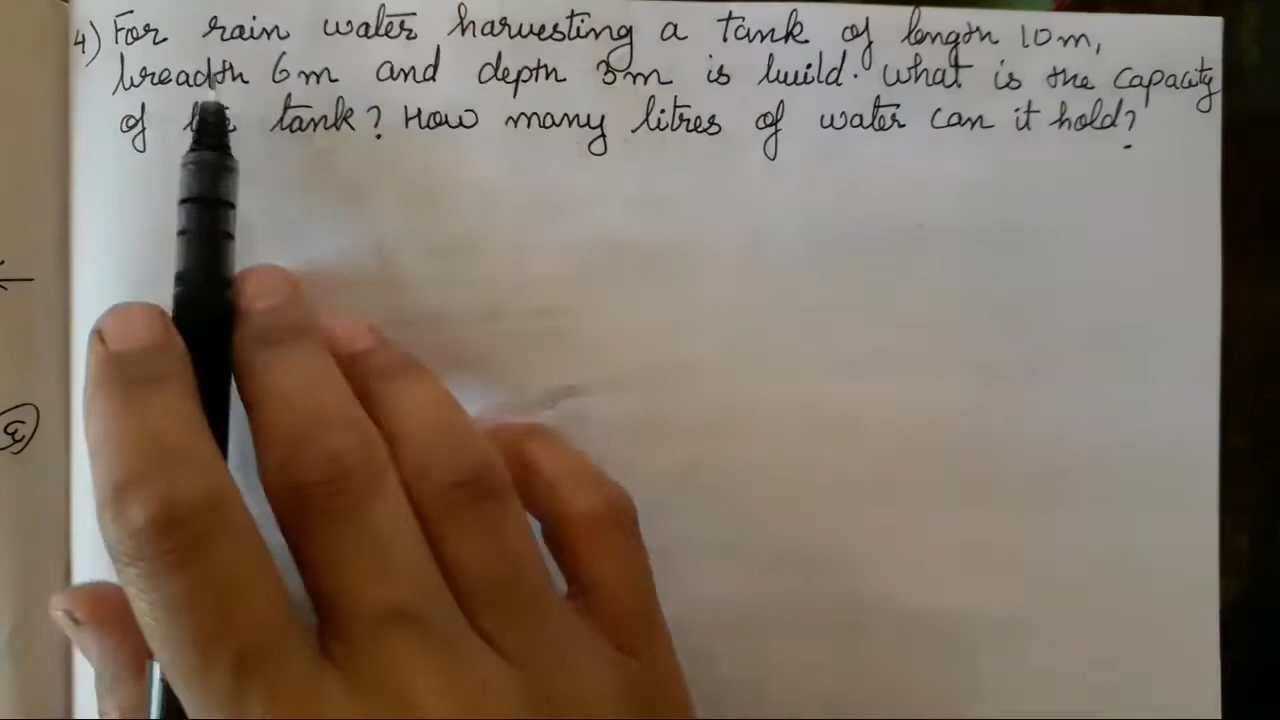 4) For rain water harvesting a tank of length 10m,
breadth 6m and depth 3m is build. What is the capacity
of tank? How many litres of water can it hold?
3